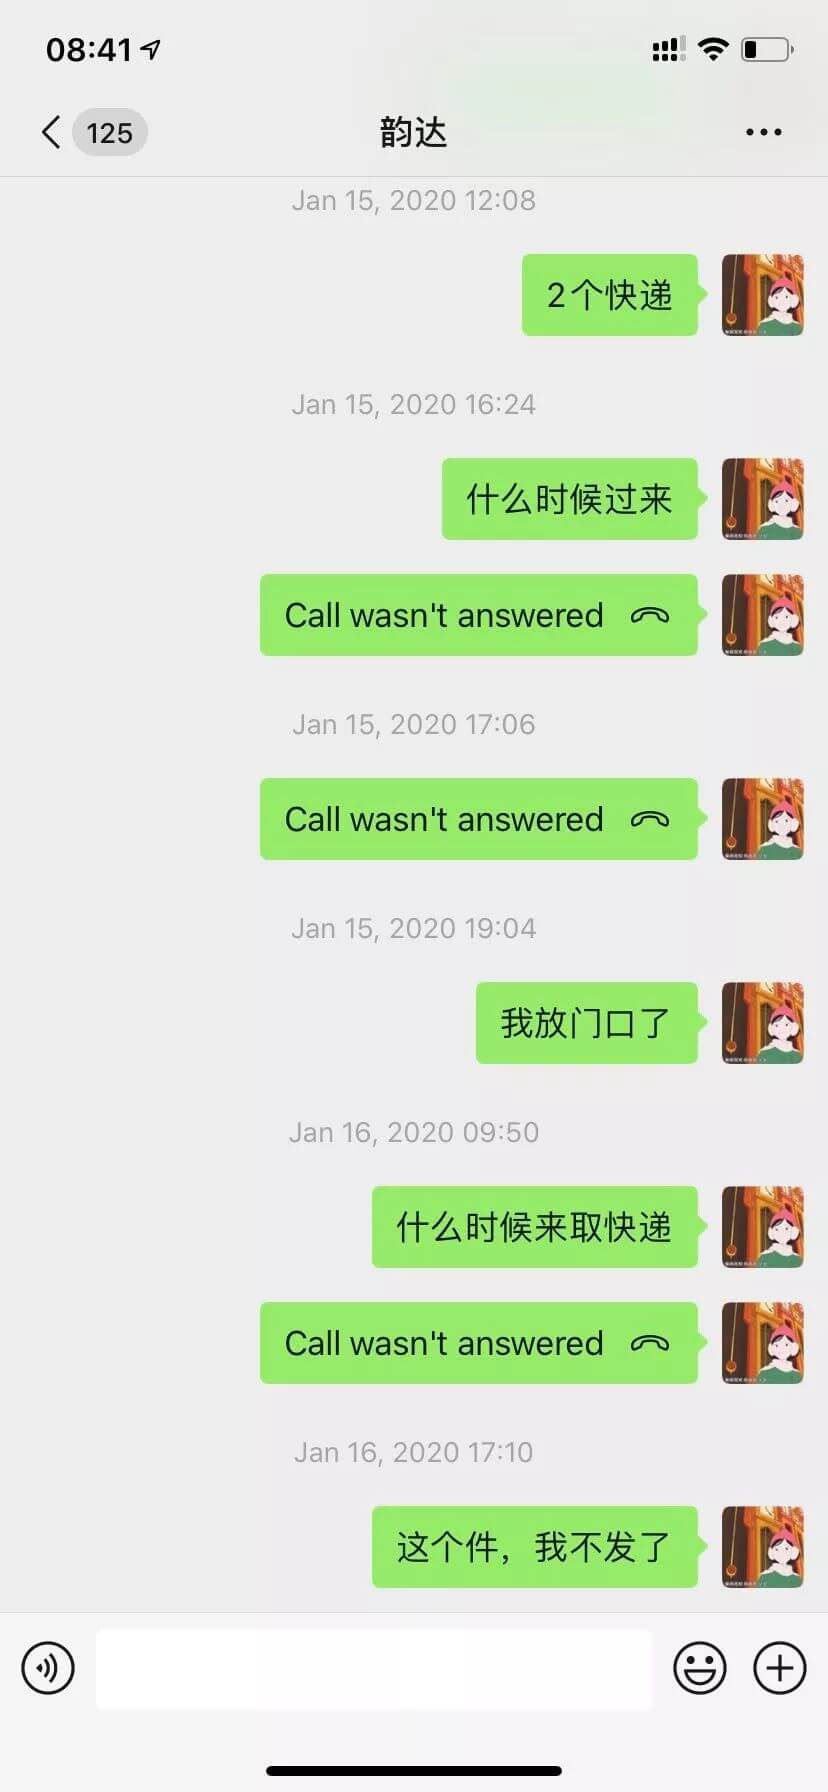 08:41
125
韵达
Jan 15, 2020 12:08
2个快递
Jan 15, 2020 16:24
什么时候过来
Call wasn't answered
Jan 15, 2020 17:06
Call wasn't answered
Jan 15, 2020 19:04
我放门口了
Jan 16, 2020 09:50
什么时候来取快递
Call wasn't answered
Jan 16, 2020 17:10
这个件，我不发了